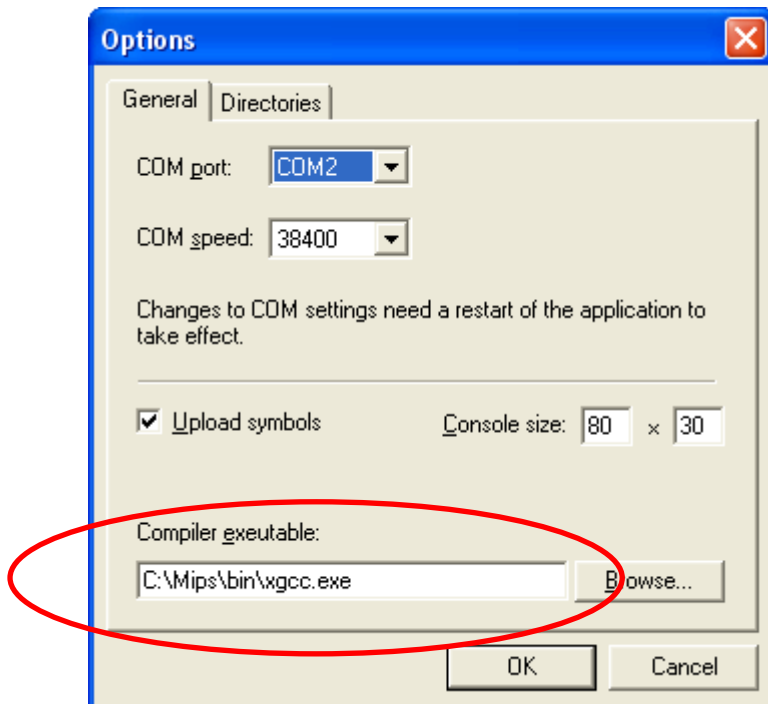 Options
General Directories
COM port: COM2
COM speed: 38400
Changes to COM settings need a restart of the application to
take effect.
Upload symbols Console size: 80 × 30
Compiler exeutable:
C:\Mips\bin\xgcc.exe Browse...
OK Cancel